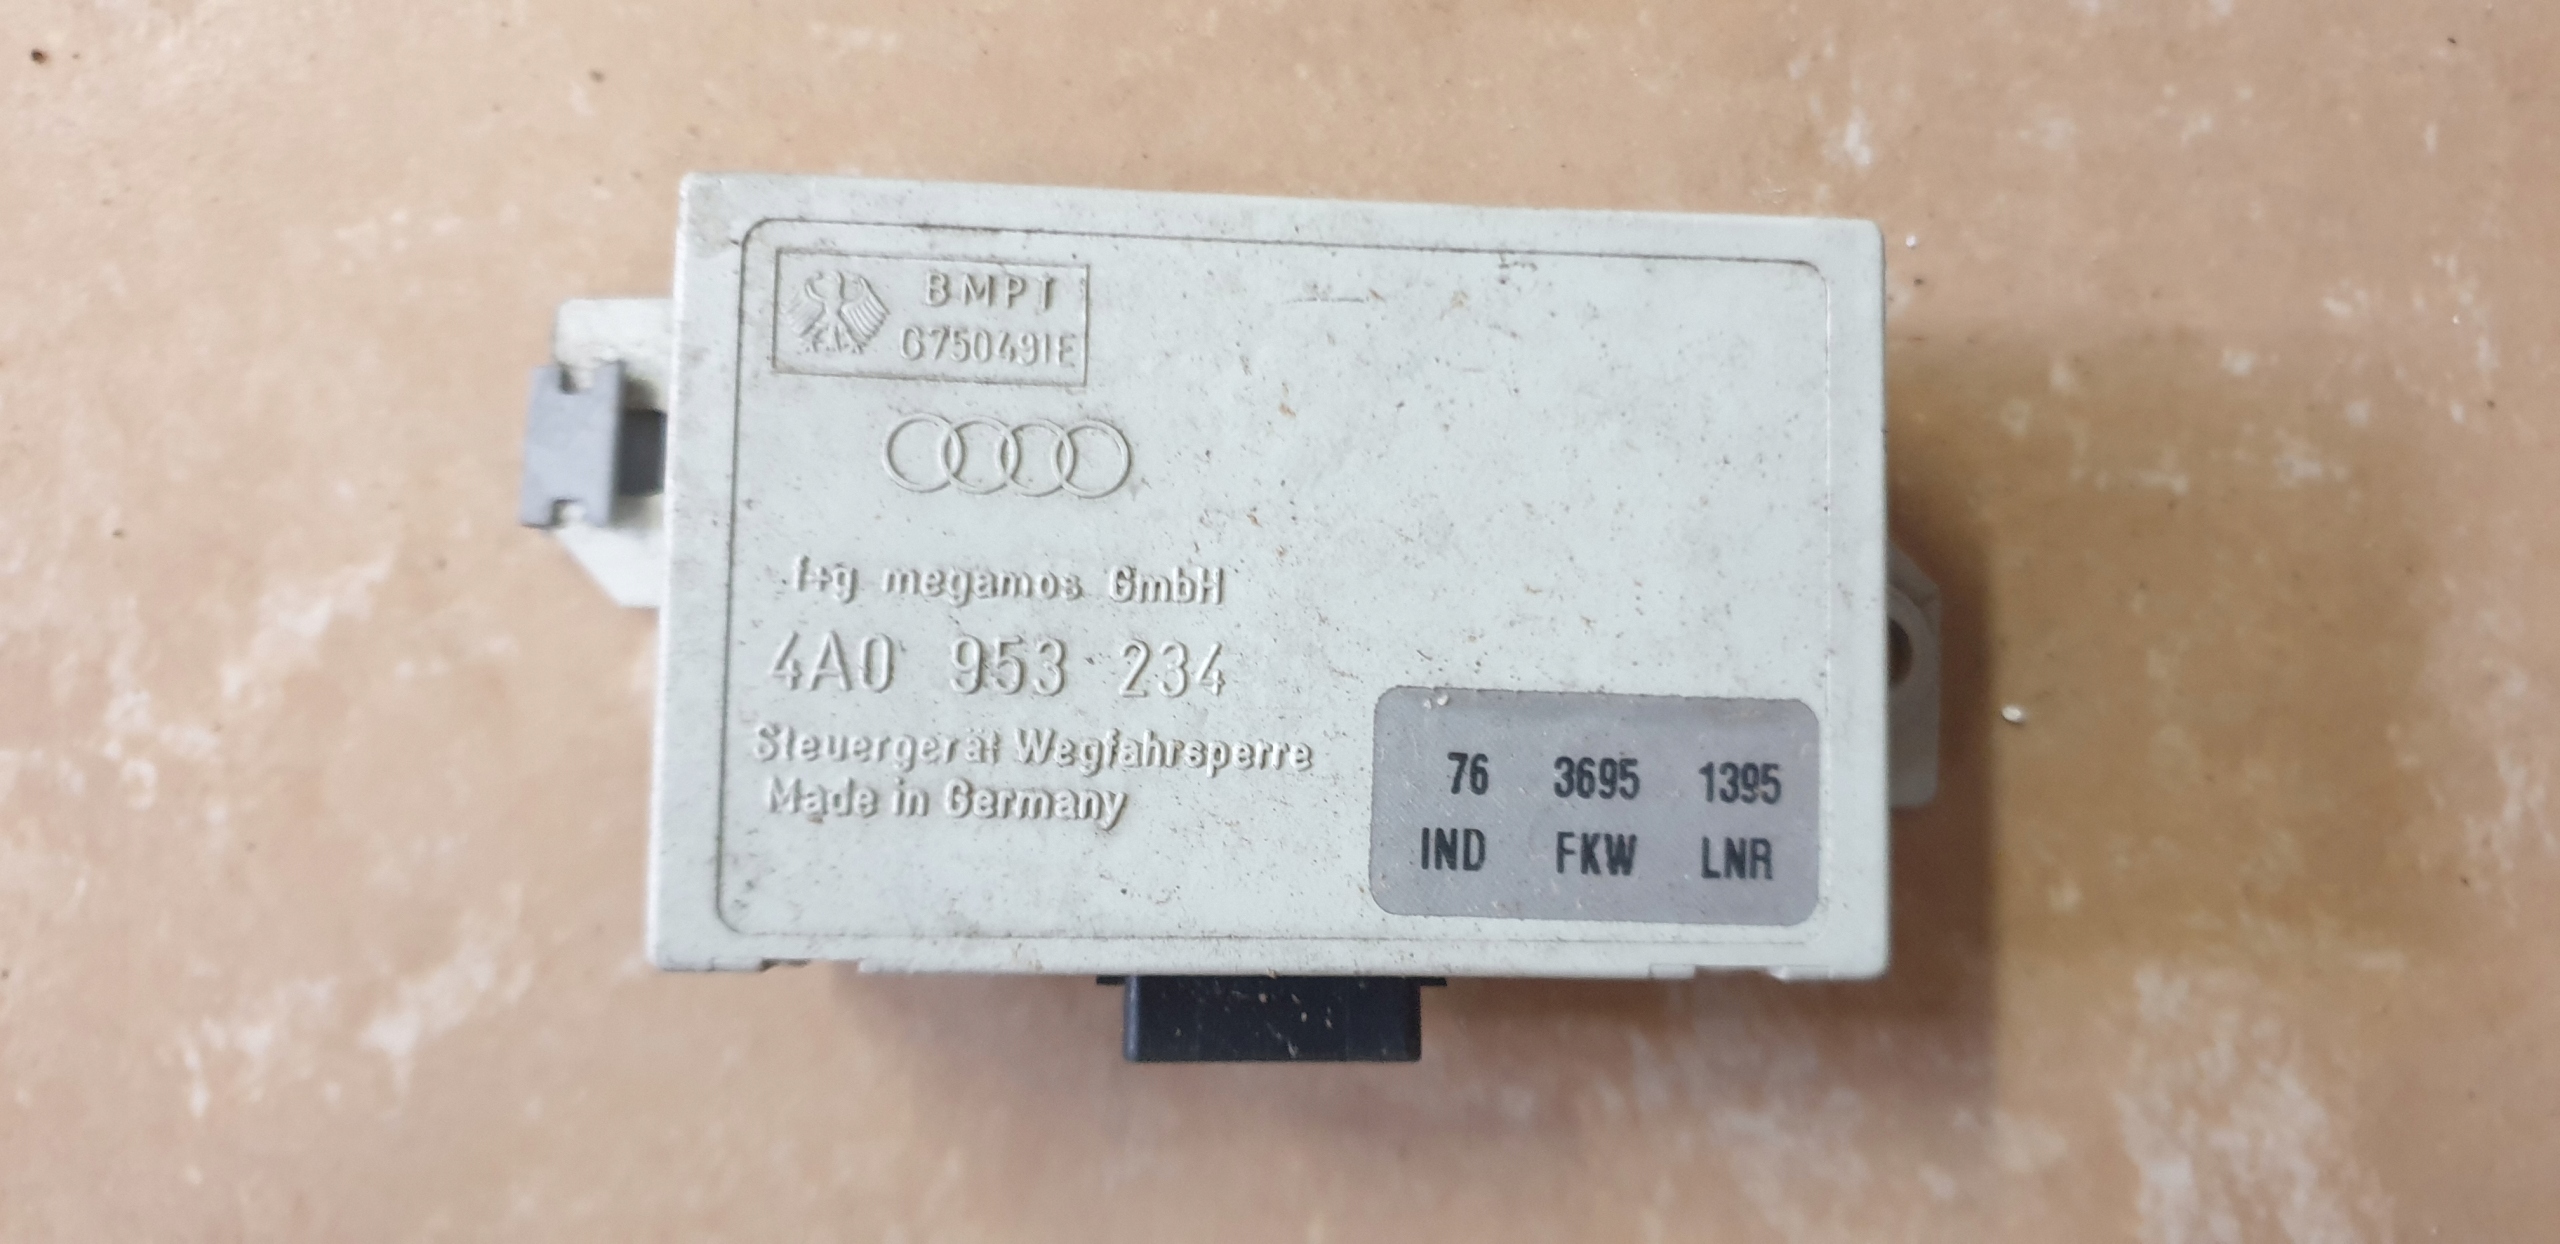 BMPT
G750491E
f+g megamos GmbH
4A0 953 234
Steuergerät Wegfahrsperre
Made in Germany
76 3695 1395
IND FKW LNR